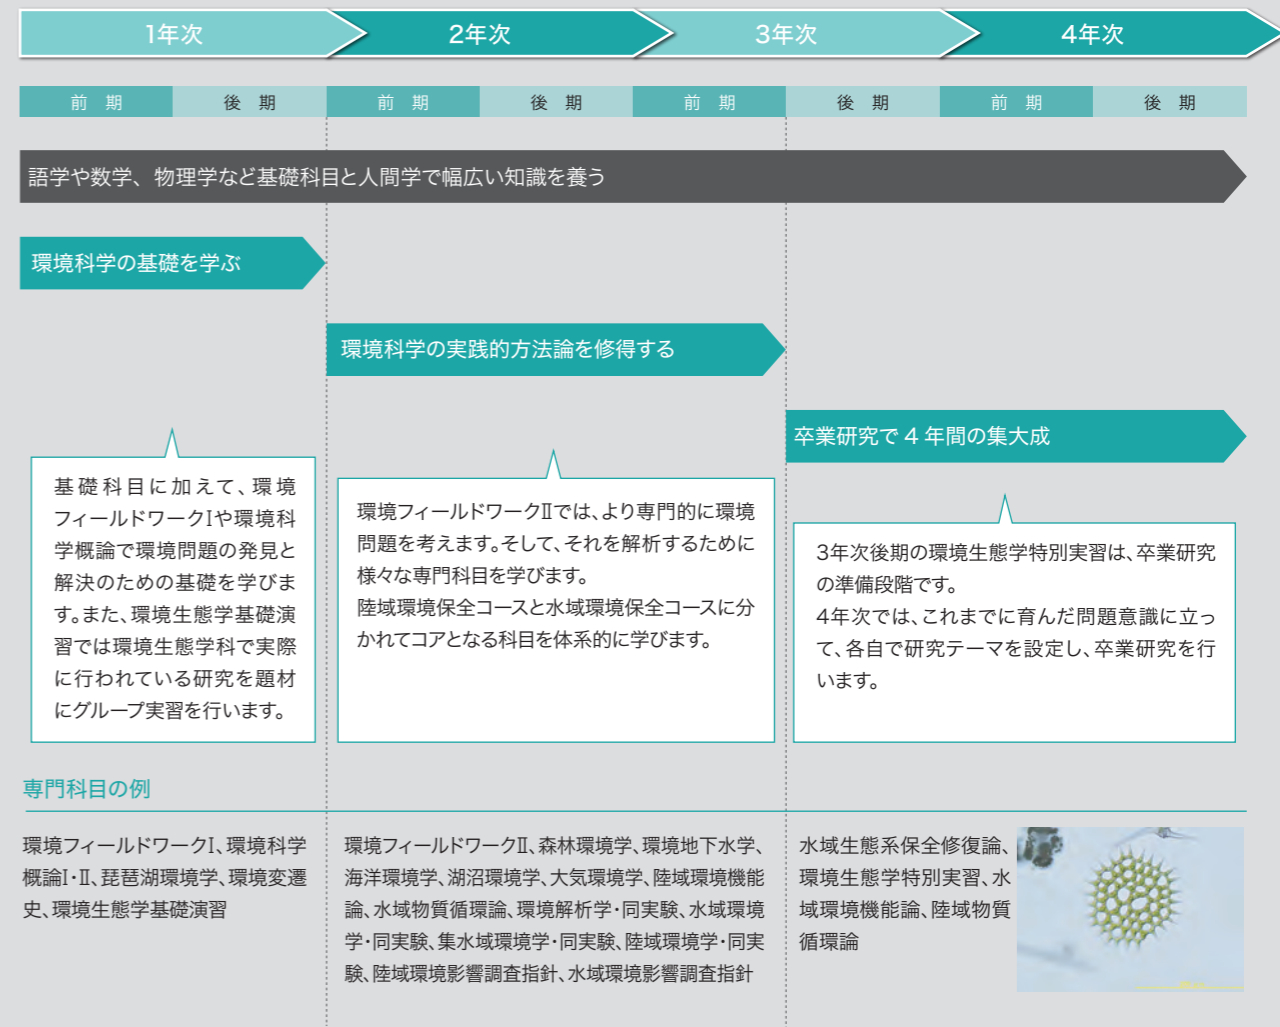 1年次
2年次
3年次
4年次
前 期
後 期
前 期
後 期
前 期
後 期
前 期
後 期
語学や数学、物理学など基礎科目と人間学で幅広い知識を養う
環境科学の基礎を学ぶ
環境科学の実践的方法論を修得する
卒業研究で 4 年間の集大成
基礎科目に加えて、環境
フィールドワークⅠや環境科
学概論で環境問題の発見と
解決のための基礎を学びま
す。また、環境生態学基礎演
習では環境生態学科で実際
に行われている研究を題材
にグループ実習を行います。
環境フィールドワークⅡでは、より専門的に環境
問題を考えます。そして、それを解析するために
様々な専門科目を学びます。
陸域環境保全コースと水域環境保全コースに分
かれてコアとなる科目を体系的に学びます。
3年次後期の環境生態学特別実習は、卒業研究
の準備段階です。
4年次では、これまでに育んだ問題意識に立っ
て、各自で研究テーマを設定し、卒業研究を行
います。
専門科目の例
環境フィールドワークⅠ、環境科学
概論Ⅰ・Ⅱ、琵琶湖環境学、環境変遷
史、環境生態学基礎演習
環境フィールドワークⅡ、森林環境学、環境地下水学、
海洋環境学、湖沼環境学、大気環境学、陸域環境機能
論、水域物質循環論、環境解析学・同実験、水域環境
学・同実験、集水域環境学・同実験、陸域環境学・同実
験、陸域環境影響調査指針、水域環境影響調査指針
水域生態系保全修復論、
環境生態学特別実習、水
域環境機能論、陸域物質
循環論